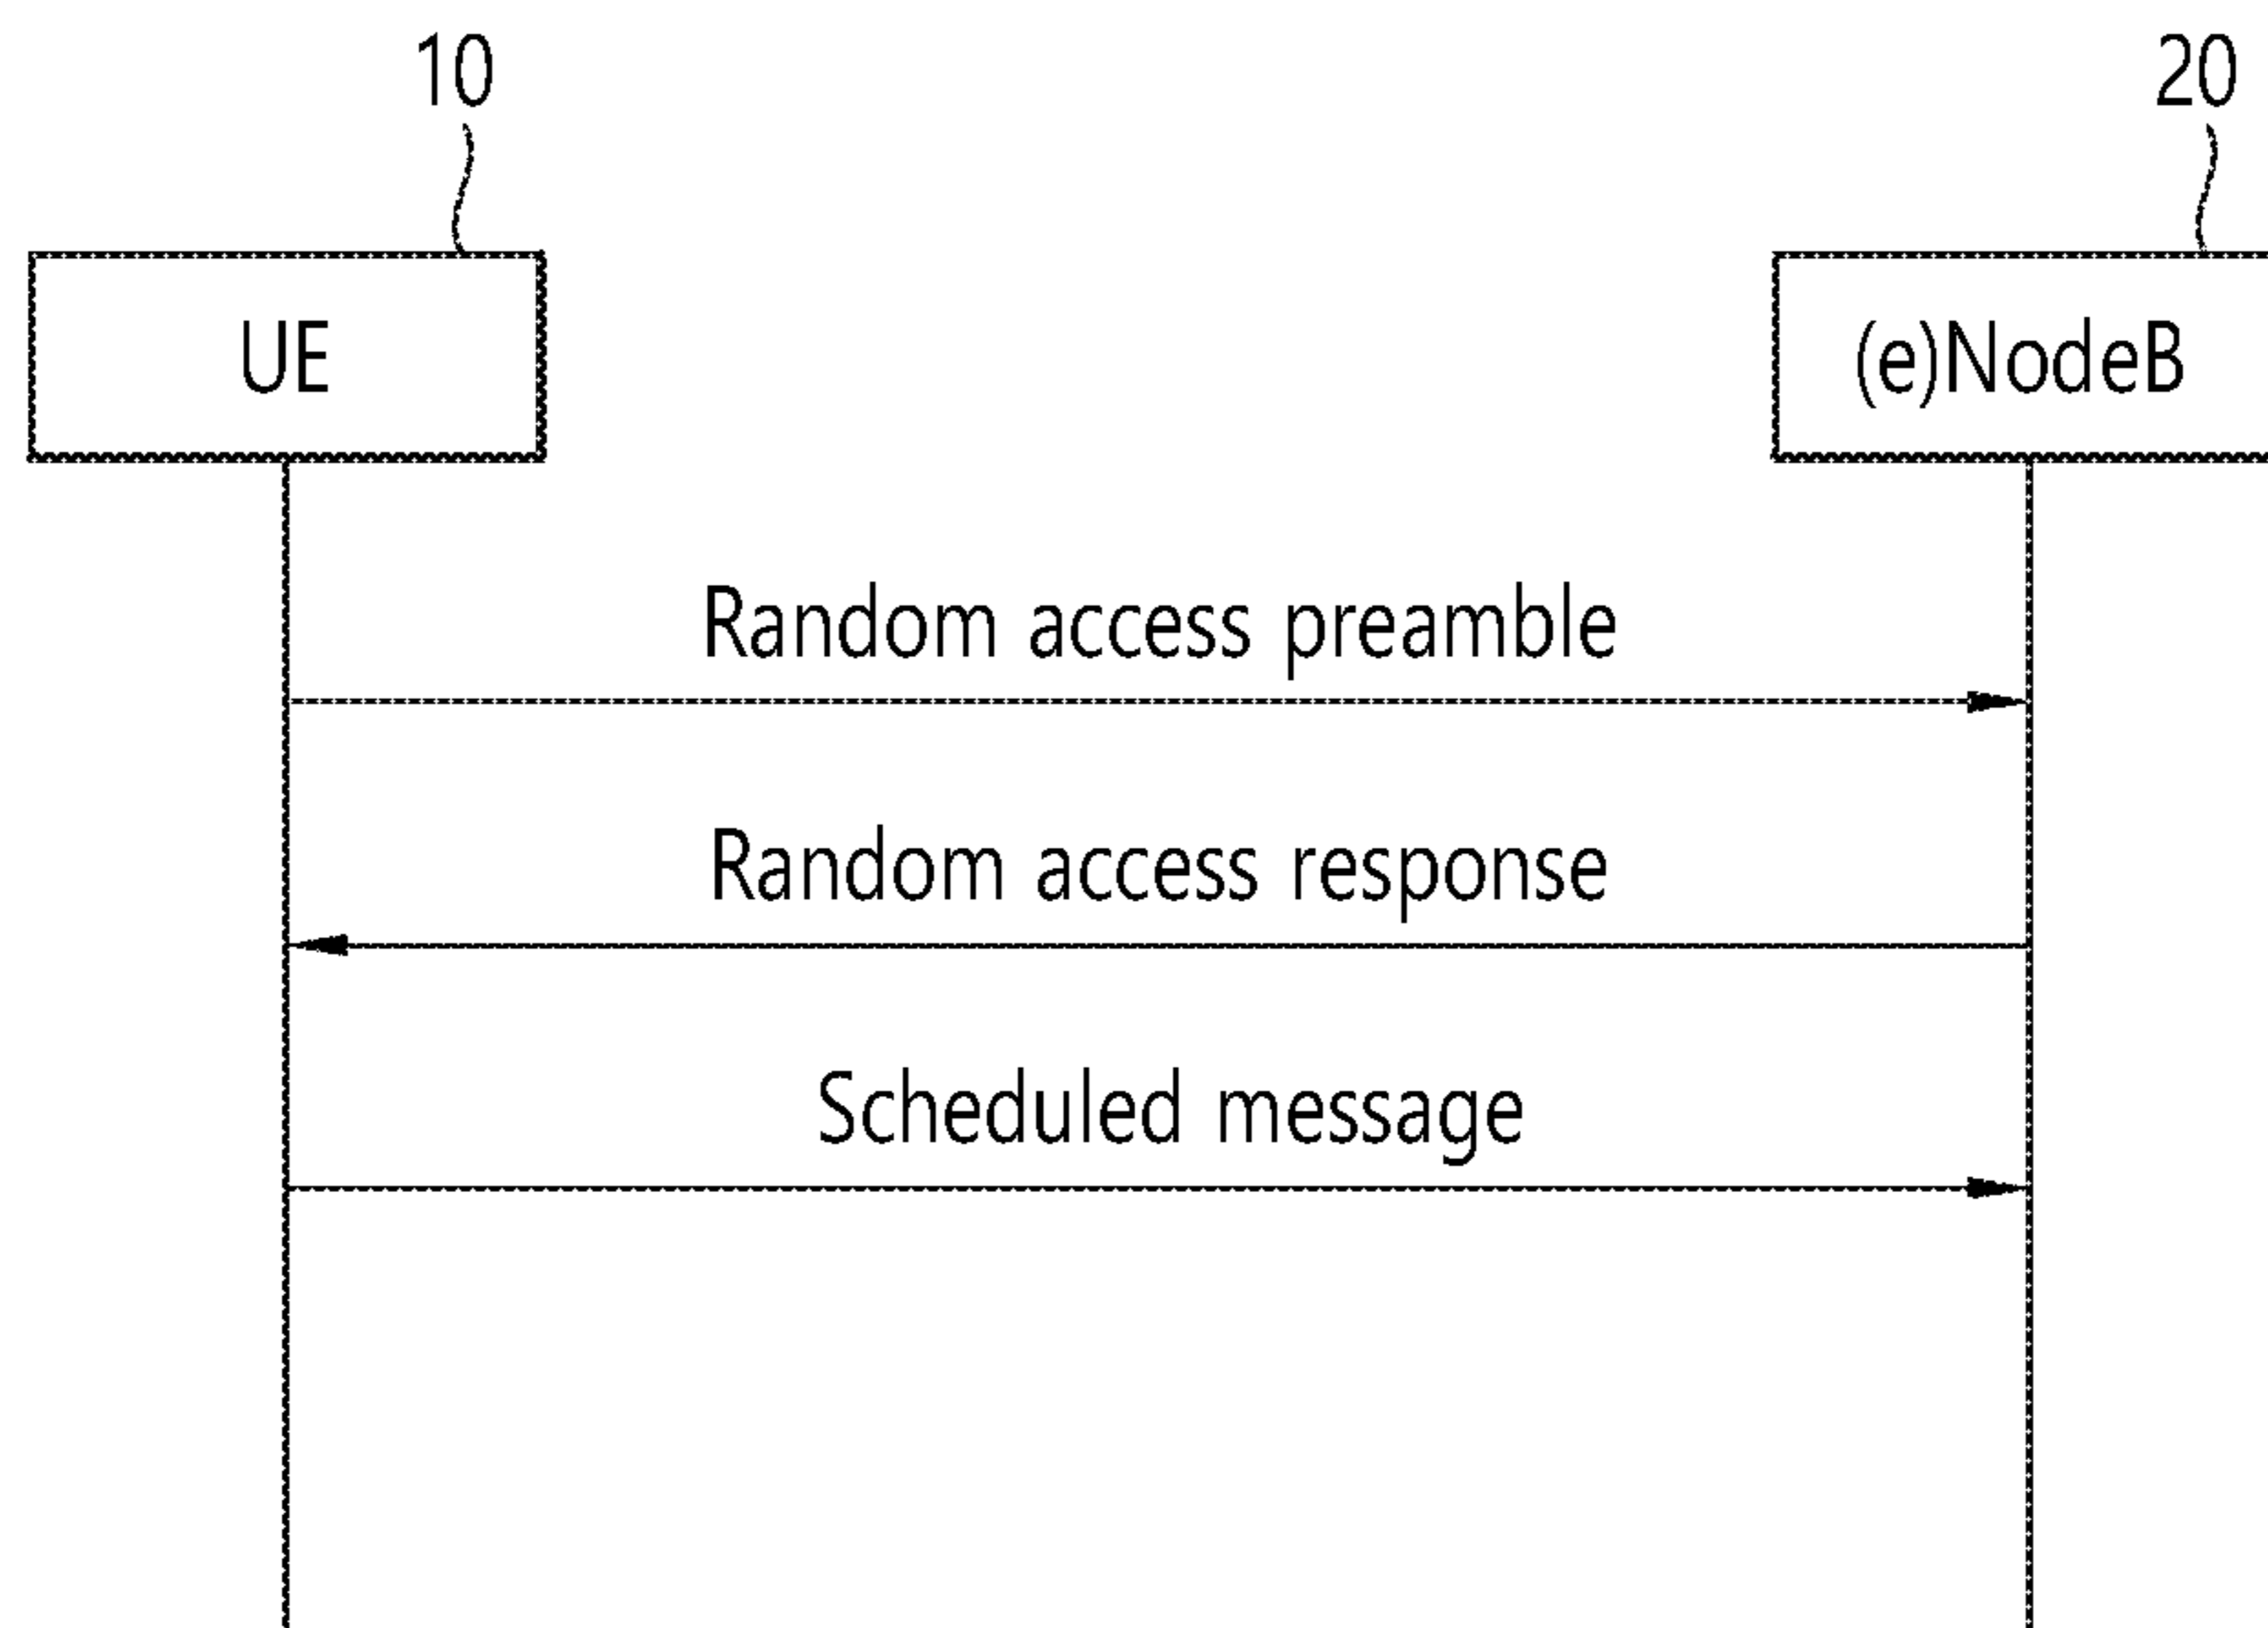 10
20
UE
(e)NodeB
Random access preamble
Random access response
Scheduled message